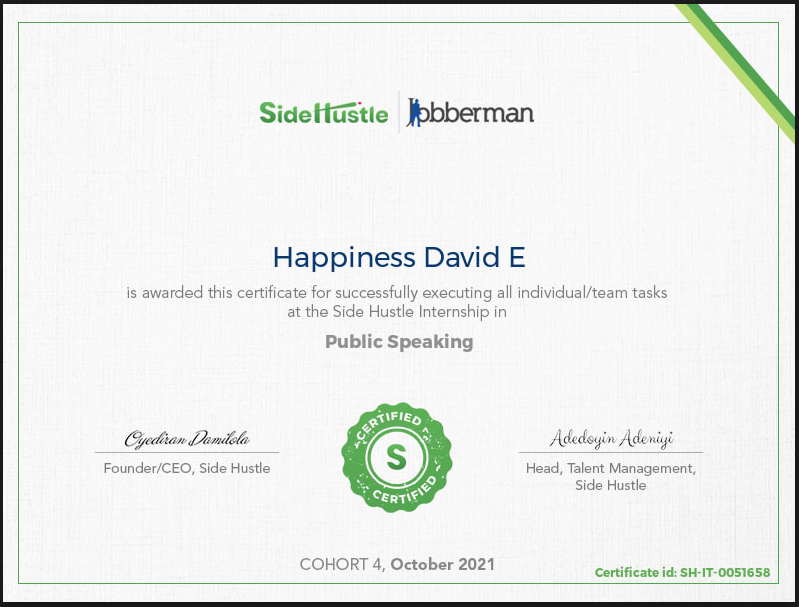 SideHustle Jobberman
Happiness David E
is awarded this certificate for successfully executing all individual/team tasks
at the Side Hustle Internship in
Public Speaking
Oyediran Damilola
Founder/CEO, Side Hustle
CERTIFIED
S
CERTIFIED
Adedoyin Adeniyi
Head, Talent Management,
Side Hustle
COHORT 4, October 2021
Certificate id: SH-IT-0051658